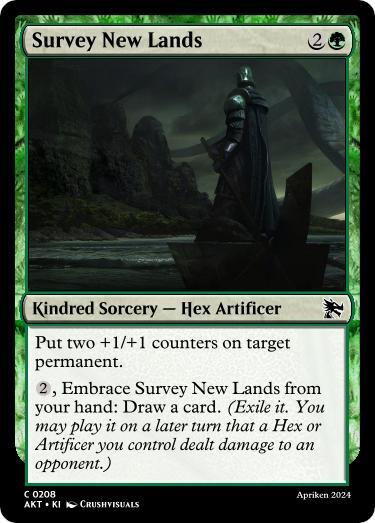 Survey New Lands 2
Kindred Sorcery — Hex Artificer
Put two +1/+1 counters on target
permanent.
2, Embrace Survey New Lands from
your hand: Draw a card. (Exile it. You
may play it on a later turn that a Hex or
Artificer you control dealt damage to an
opponent.)
C 0208
AKT • KI CRUSHVISUALS
Apriken 2024